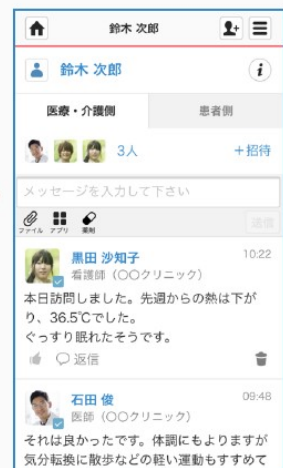 鈴木 次郎
鈴木 次郎
医療・介護側
患者側
3人
+招待
メッセージを入力して下さい
ファイル アプリ 薬剤
送信
黒田 沙知子
10:22
看護師（〇〇クリニック）
本日訪問しました。先週からの熱は下が
り、36.5℃でした。
ぐっすり眠れたそうです。
返信
石田 俊
09:48
医師（〇〇クリニック）
それは良かったです。体調にもよりますが
気分転換に散歩などの軽い運動もすすめて